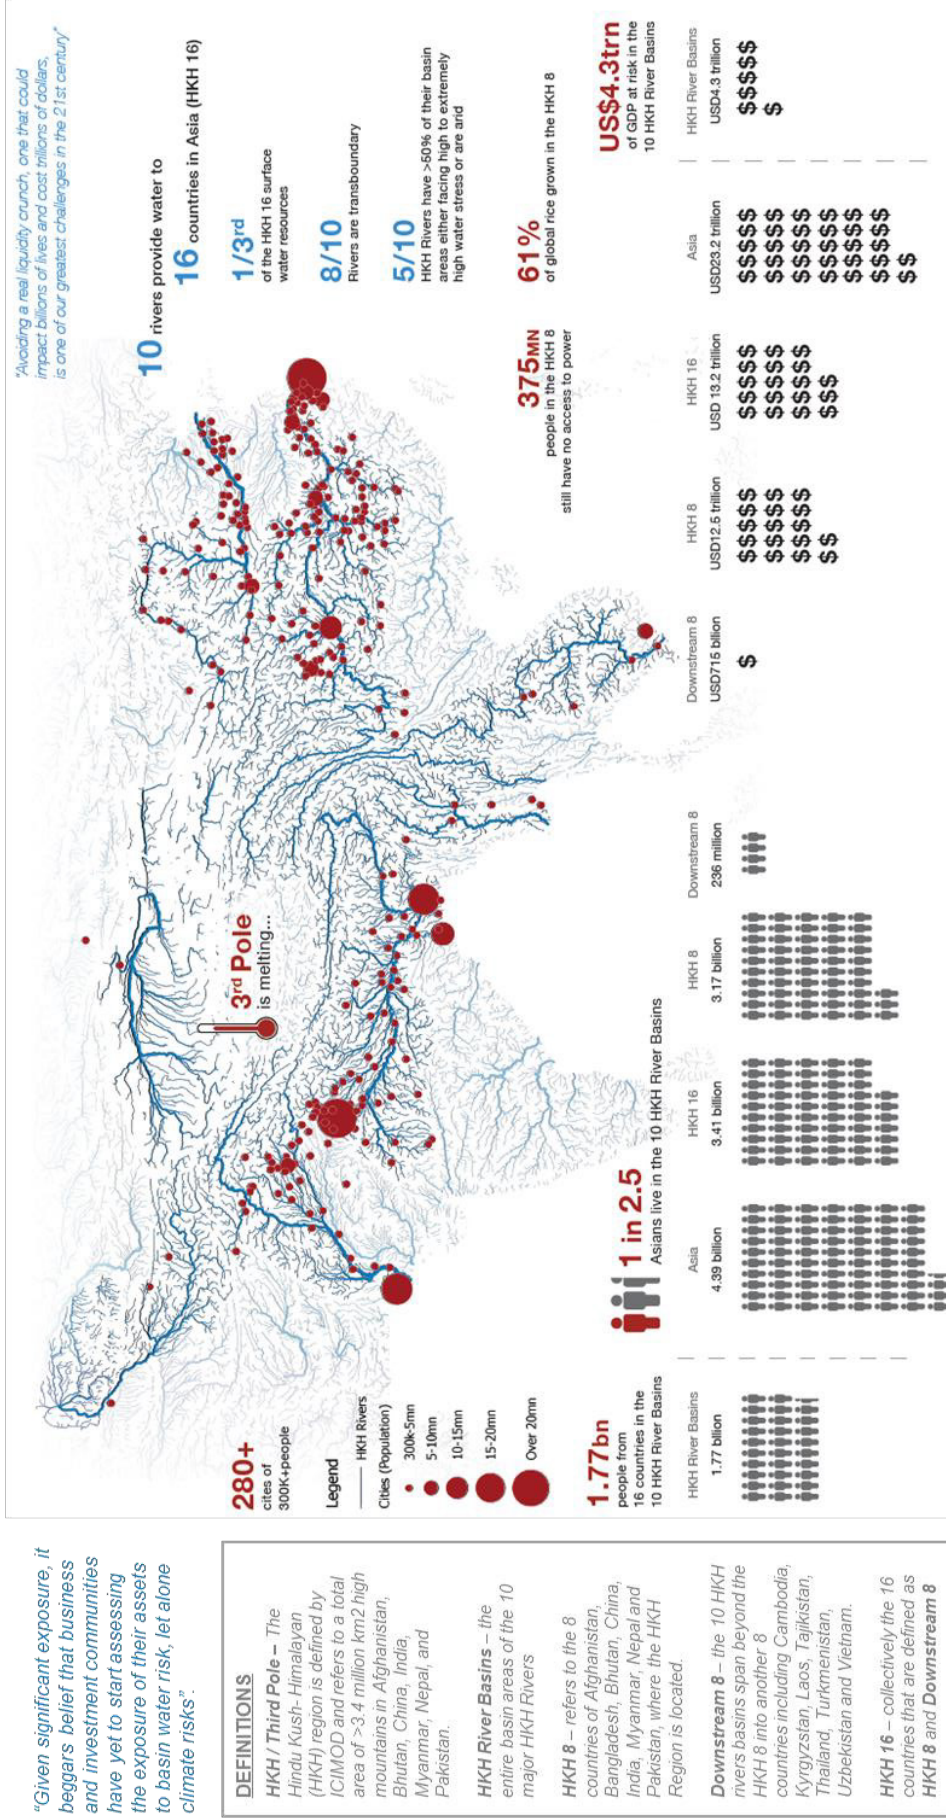 "Given significant exposure, it
beggars belief that business
and investment communities
have yet to start assessing
the exposure of their assets
to basin water risk, let alone
climate risks".
DEFINITIONS
HKH / Third Pole – The
Hindu Kush- Himalayan
(HKH) region is defined by
ICIMOD and refers to a total
area of >3.4 million km2 high
mountains in Afghanistan,
Bhutan, China, India,
Myanmar, Nepal, and
Pakistan.
HKH River Basins – the
entire basin areas of the 10
major HKH Rivers
HKH 8 – refers to the 8
countries of Afghanistan,
Bangladesh, Bhutan, China,
India, Myanmar, Nepal and
Pakistan, where the HKH
Region is located.
Downstream 8 – the 10 HKH
rivers basins span beyond the
HKH 8 into another 8
countries including Cambodia,
Kyrgyzstan, Laos, Tajikistan,
Thailand, Turkmenistan,
Uzbekistan and Vietnam.
HKH 16 – collectively the 16
countries that are defined as
HKH 8 and Downstream 8
"Avoiding a real liquidity crunch, one that could
impact billions of lives and cost trillions of dollars,
is one of our greatest challenges in the 21st century"
10 rivers provide water to
16 countries in Asia (HKH 16)
1/3rd
of the HKH 16 surface
water resources
8/10
Rivers are transboundary
5/10
HKH Rivers have >50% of their basin
areas either facing high to extremely
high water stress or are arid
3rd Pole
is melting...
280+
cites of
300K+people
Legend
HKH Rivers
Cities (Population)
300k-5mn
5-10mn
10-15mn
15-20mn
Over 20mn
375MN
people in the HKH 8
still have no access to power
61%
of global rice grown in the HKH 8
1.77bn
people from
16 countries in the
10 HKH River Basins
1 in 2.5
Asians live in the 10 HKH River Basins
US$4.3trn
of GDP at risk in the
10 HKH River Basins
HKH River Basins
1.77 billion
Asia
4.39 billion
HKH 16
3.41 billion
HKH 8
3.17 billion
Downstream 8
236 million
Downstream 8
USD715 billion
$
HKH 8
USD12.5 trillion
$$$$$
$$$$$
$$$$$
$$
HKH 16
USD 13.2 trillion
$$$$$
$$$$$
$$$$$
$$$
Asia
USD23.2 trillion
$$$$$
$$$$$
$$$$$
$$$$$
$$$$$
$$$$$
$$
HKH River Basins
USD4.3 trillion
$$$$$
$